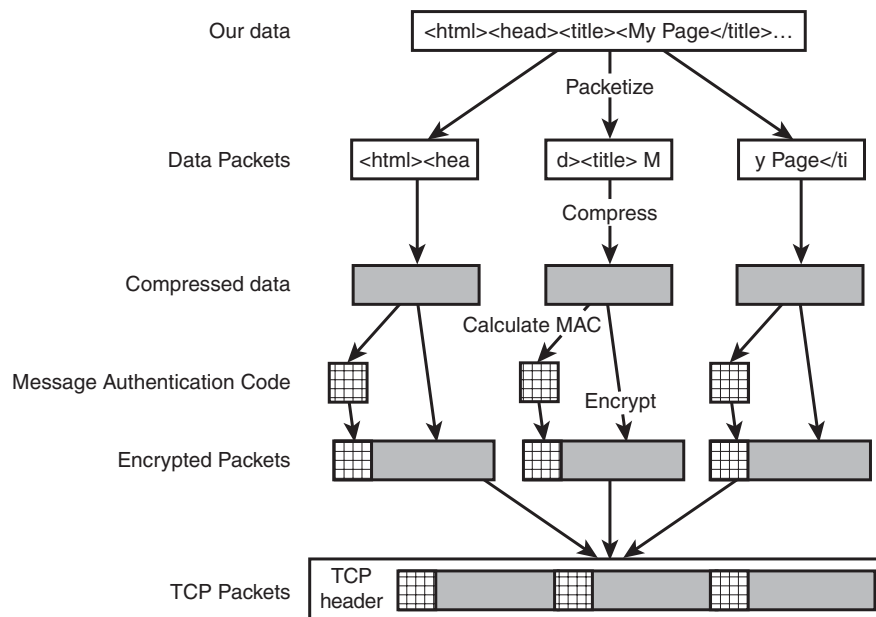 Our data
<html><head><title><My Page</title>…
Packetize
Data Packets
<html><hea
d><title> M
y Page</ti
Compress
Compressed data
Calculate MAC
Message Authentication Code
Encrypt
Encrypted Packets
TCP Packets
TCP
header